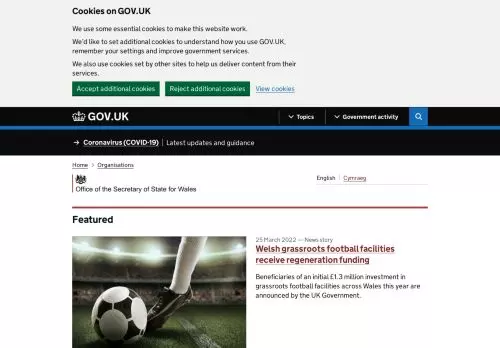 Cookies on GOV.UK
We use some essential cookies to make this website work.
We'd like to set additional cookies to understand how you use GOV.UK,
remember your settings and improve government services.
We also use cookies set by other sites to help us deliver content from their
services.
Accept additional cookies Reject additional cookies View cookies
GOV.UK Topics Government activity
→ Coronavirus (COVID-19) Latest updates and guidance
Home > Organisations
English Cymraeg
Office of the Secretary of State for Wales
Featured
25 March 2022 — News story
Welsh grassroots football facilities
receive regeneration funding
Beneficiaries of an initial £1.3 million investment in
grassroots football facilities across Wales this year are
announced by the UK Government.